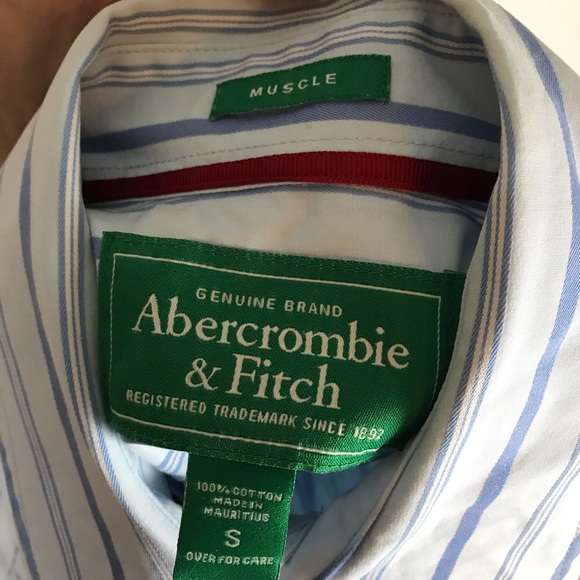 MUSCLE
GENUINE BRAND
Abercrombie
& Fitch
REGISTERED TRADEMARK SINCE 1892
100% COTTON
MADE IN
MAURITIUS
S
OVER FOR CARE